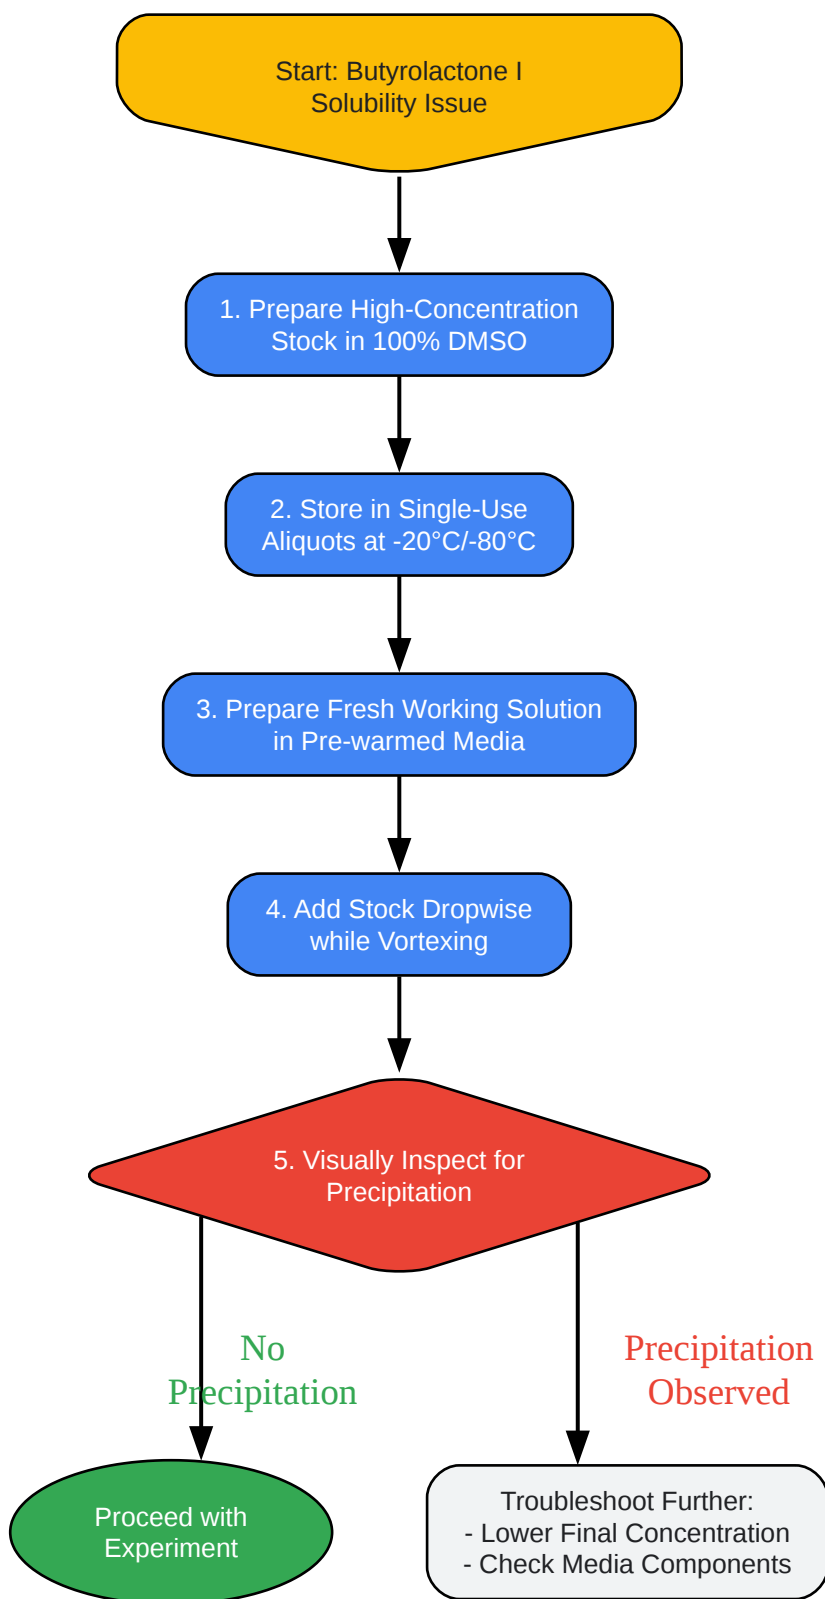 Start: Butyrolactone I
Solubility Issue
1. Prepare High-Concentration
Stock in 100% DMSO
2. Store in Single-Use
Aliquots at -20°C/-80°C
3. Prepare Fresh Working Solution
in Pre-warmed Media
4. Add Stock Dropwise
while Vortexing
5. Visually Inspect for
Precipitation
No
Precipitation
Precipitation
Observed
Proceed with
Experiment
Troubleshoot Further:
- Lower Final Concentration
- Check Media Components